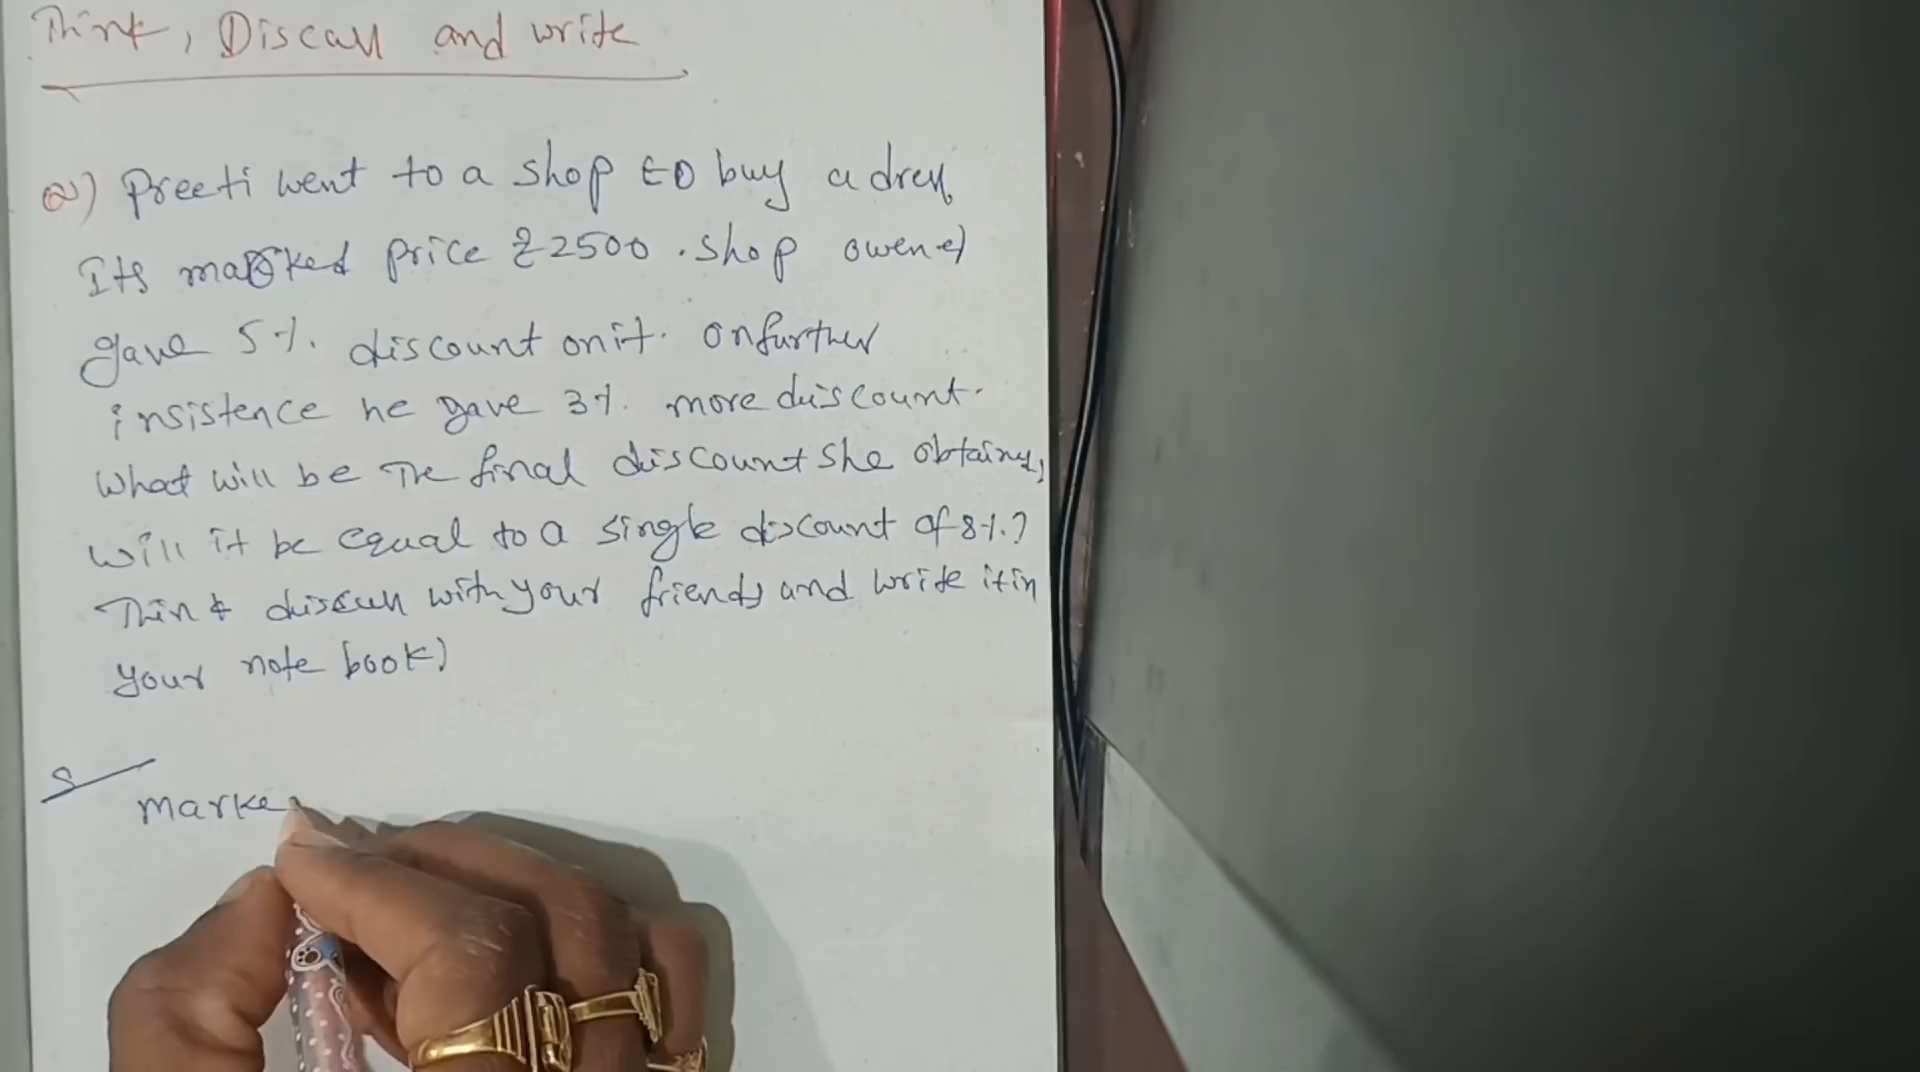 Think, Discuss and write
Q) Preeti went to a shop to buy a dress.
Its marked price ₹2500. Shop owener
gave 5%. discount on it. on further
insistence he gave 3%. more discount.
What will be The final discount she obtains,
will it be equal to a single discount of 8%.?
Think discuss with your friends and write it in
your note book)
S
marke